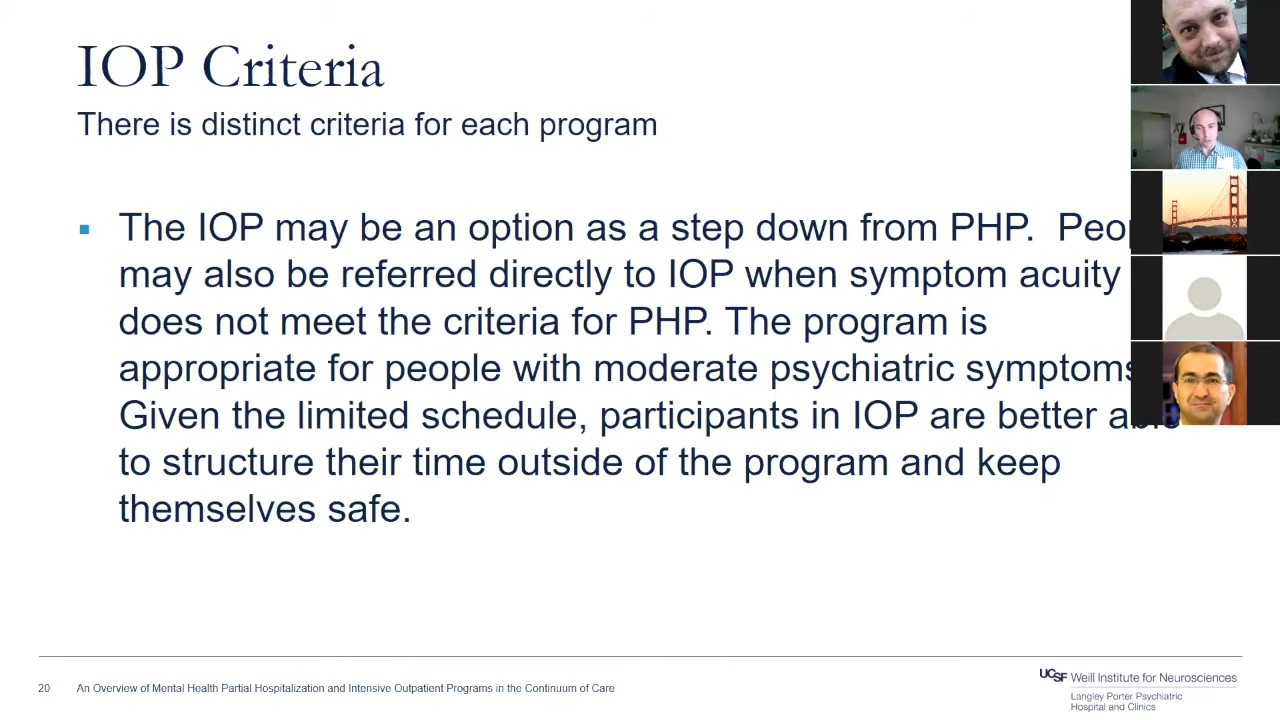 IOP Criteria
There is distinct criteria for each program
▪ The IOP may be an option as a step down from PHP.
may also be referred directly to IOP when symptom acuity
does not meet the criteria for PHP. The program is
appropriate for people with moderate psychiatric symptoms
Given the limited schedule, participants in IOP are better able
to structure their time outside of the program and keep
themselves safe.
20 An Overview of Mental Health Partial Hospitalization and Intensive Outpatient Programs in the Continuum of Care
UCSF Weill Institute for Neurosciences
Langley Porter Psychiatric
Hospital and Clinics